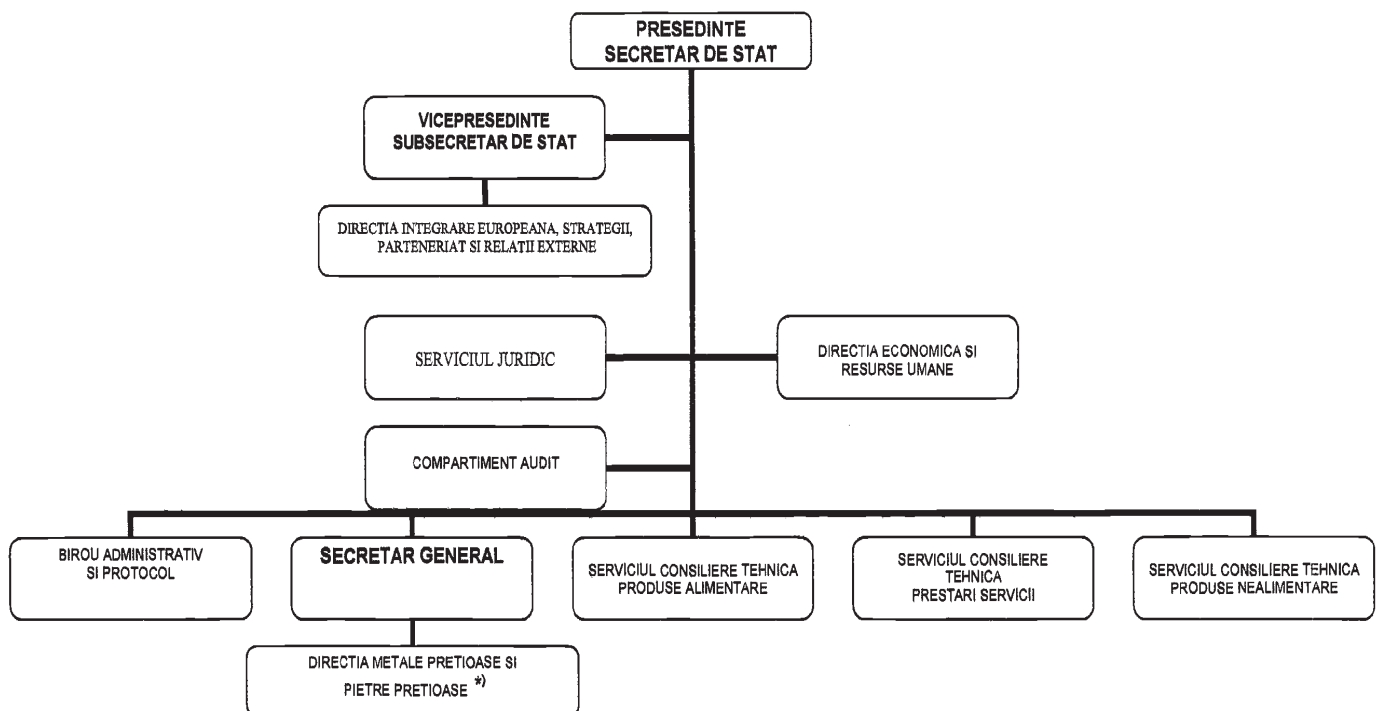 PRESEDINTE
SECRETAR DE STAT
VICEPRESEDINTE
SUBSECRETAR DE STAT
DIRECTIA INTEGRARE EUROPEANA, STRATEGII,
PARTENERIAT SI RELATII EXTERNE
SERVICIUL JURIDIC
DIRECTIA ECONOMICA SI
RESURSE UMANE
COMPARTIMENT AUDIT
BIROU ADMINISTRATIV
SI PROTOCOL
SECRETAR GENERAL
SERVICIUL CONSILIERE TEHNICA
PRODUSE ALIMENTARE
SERVICIUL CONSILIERE
TEHNICA
PRESTARI SERVICII
SERVICIUL CONSILIERE TEHNICA
PRODUSE NEALIMENTARE
DIRECTIA METALE PRETIOASE SI
PIETRE PRETIOASE *)